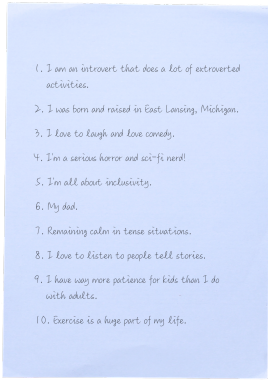 1. I am an introvert that does a lot of extroverted
activities.
2. I was born and raised in East Lansing, Michigan.
3. I love to laugh and love comedy.
4. I'm a serious horror and sci-fi nerd!
5. I'm all about inclusivity.
6. My dad.
7. Remaining calm in tense situations.
8. I love to listen to people tell stories.
9. I have way more patience for kids than I do
with adults.
10. Exercise is a huge part of my life.